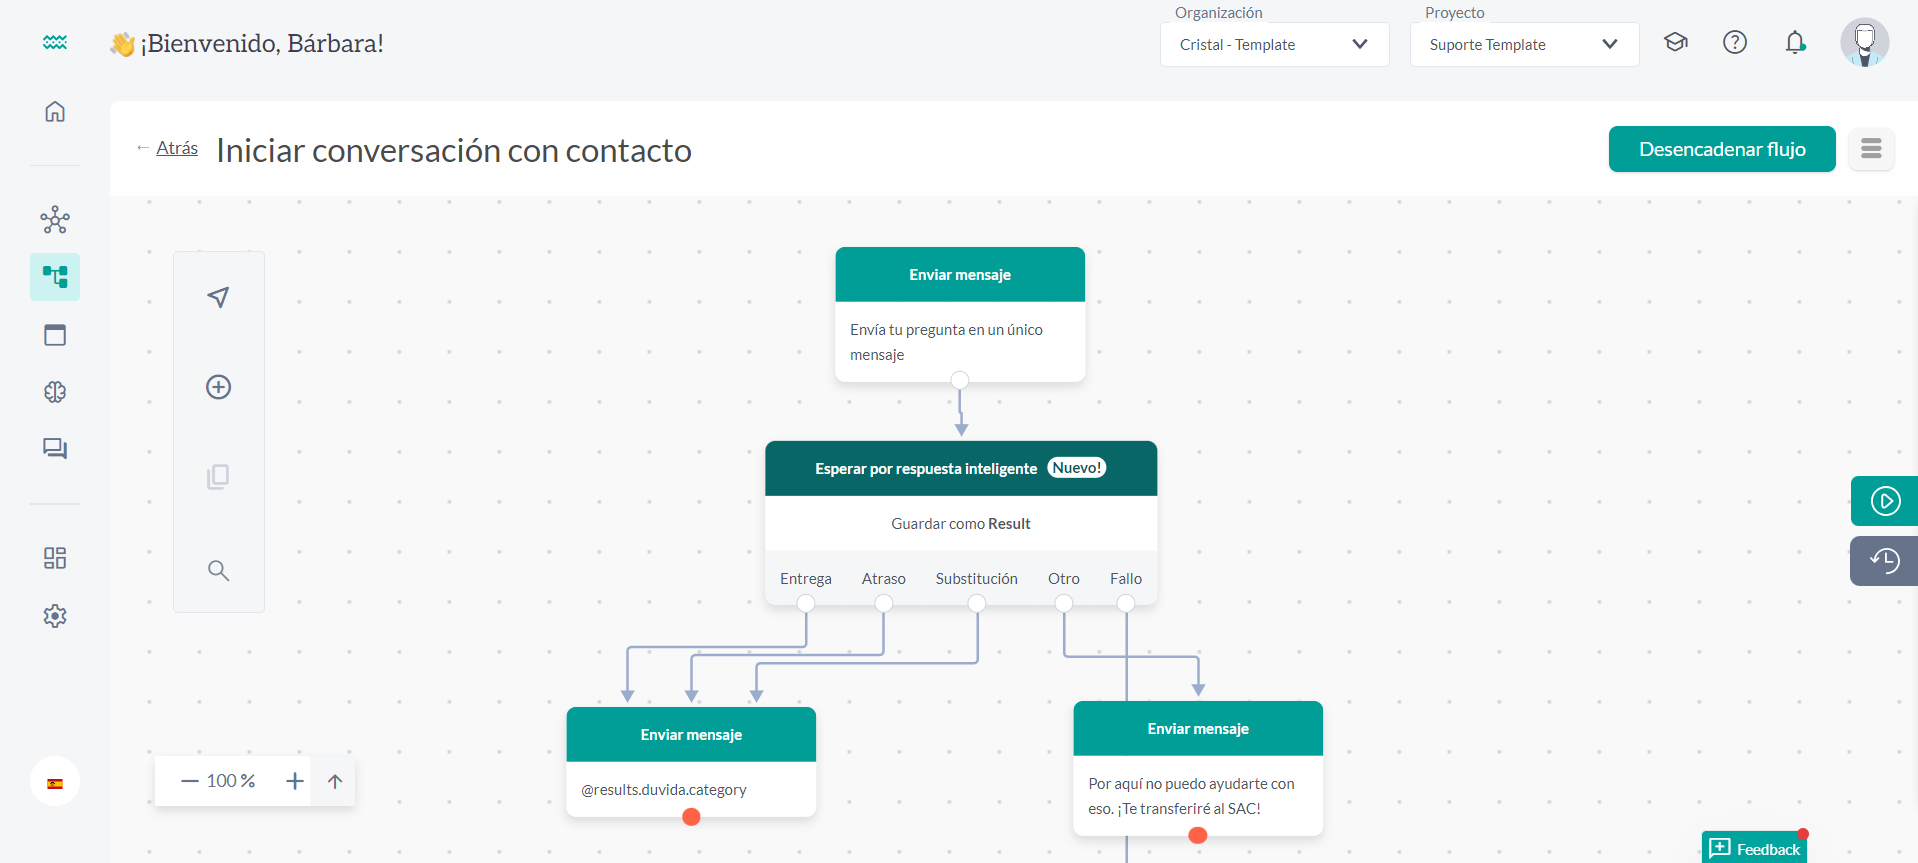 ¡Bienvenido, Bárbara!
Organización
Cristal - Template
Proyecto
Suporte Template
← Atrás
Iniciar conversación con contacto
Desencadenar flujo
Enviar mensaje
Envía tu pregunta en un único
mensaje
Esperar por respuesta inteligente Nuevo!
Guardar como Result
Entrega Atraso Substitución Otro Fallo
Enviar mensaje
@results.duvida.category
Enviar mensaje
Por aquí no puedo ayudarte con
eso. ¡Te transferiré al SAC!
100 %
Feedback